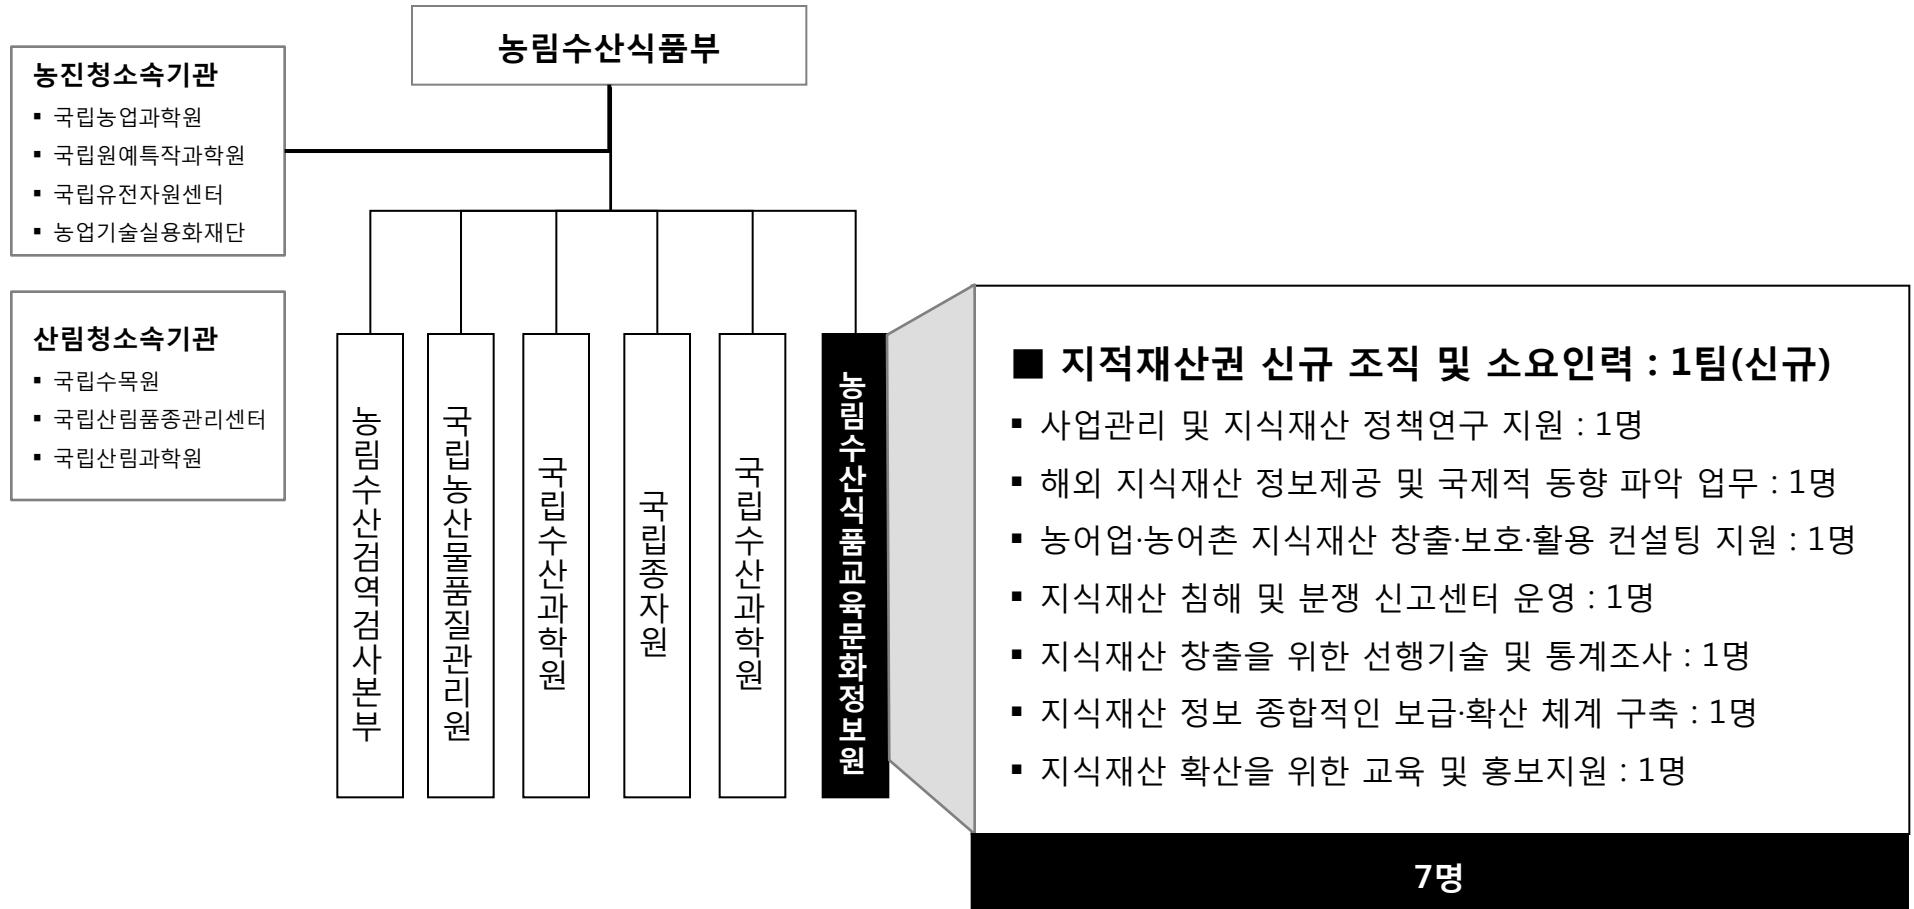 농림수산식품부
농진청소속기관
▪ 국립농업과학원
▪ 국립원예특작과학원
▪ 국립유전자원센터
▪ 농업기술실용화재단
산림청소속기관
▪ 국립수목원
▪ 국립산림품종관리센터
▪ 국립산림과학원
농림수산검역검사본부
국립농산물품질관리원
국립수산과학원
국립종자원
국립수산과학원
농림수산식품교육문화정보원
■ 지적재산권 신규 조직 및 소요인력 : 1팀(신규)
▪ 사업관리 및 지식재산 정책연구 지원 : 1명
▪ 해외 지식재산 정보제공 및 국제적 동향 파악 업무 : 1명
▪ 농어업·농어촌 지식재산 창출·보호·활용 컨설팅 지원 : 1명
▪ 지식재산 침해 및 분쟁 신고센터 운영 : 1명
▪ 지식재산 창출을 위한 선행기술 및 통계조사 : 1명
▪ 지식재산 정보 종합적인 보급·확산 체계 구축 : 1명
▪ 지식재산 확산을 위한 교육 및 홍보지원 : 1명
7명